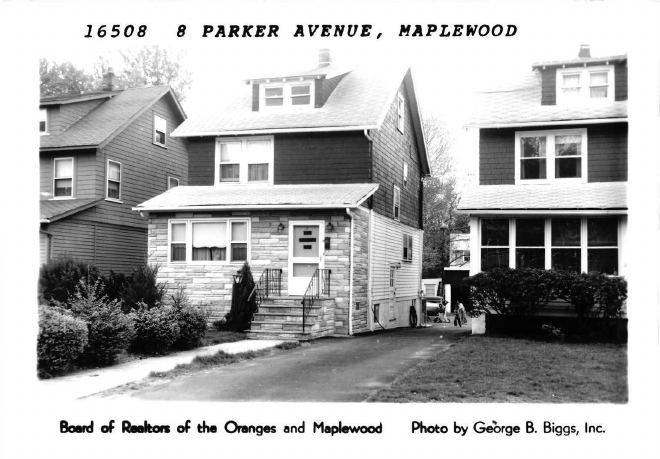 16508 8 PARKER AVENUE, MAPLEWOOD
Board of Realtors of the Oranges and Maplewood Photo by George B. Biggs, Inc.